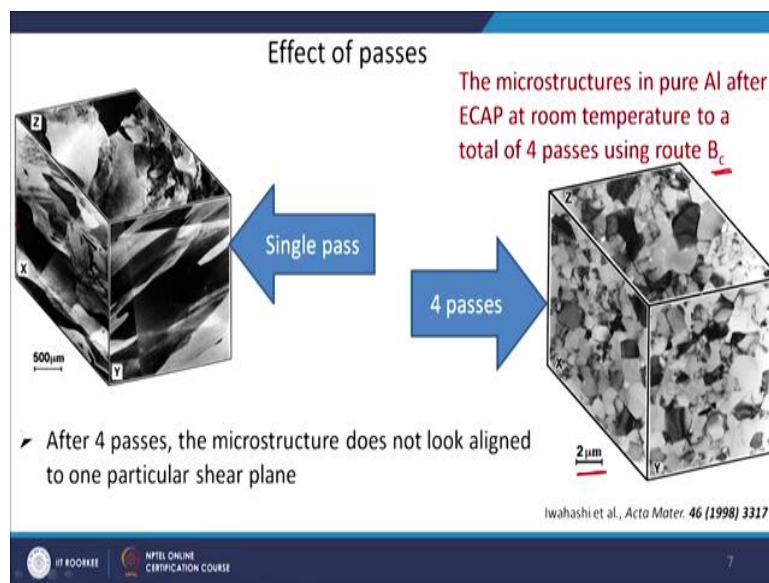 Effect of passes
The microstructures in pure Al after
ECAP at room temperature to a
total of 4 passes using route Bc
Z
X
Y
500μm
Single pass
4 passes
Z
X
Y
2 μm
➢ After 4 passes, the microstructure does not look aligned
to one particular shear plane
Iwahashi et al., Acta Mater. 46 (1998) 3317
IIT ROORKEE
NPTEL ONLINE
CERTIFICATION COURSE
7